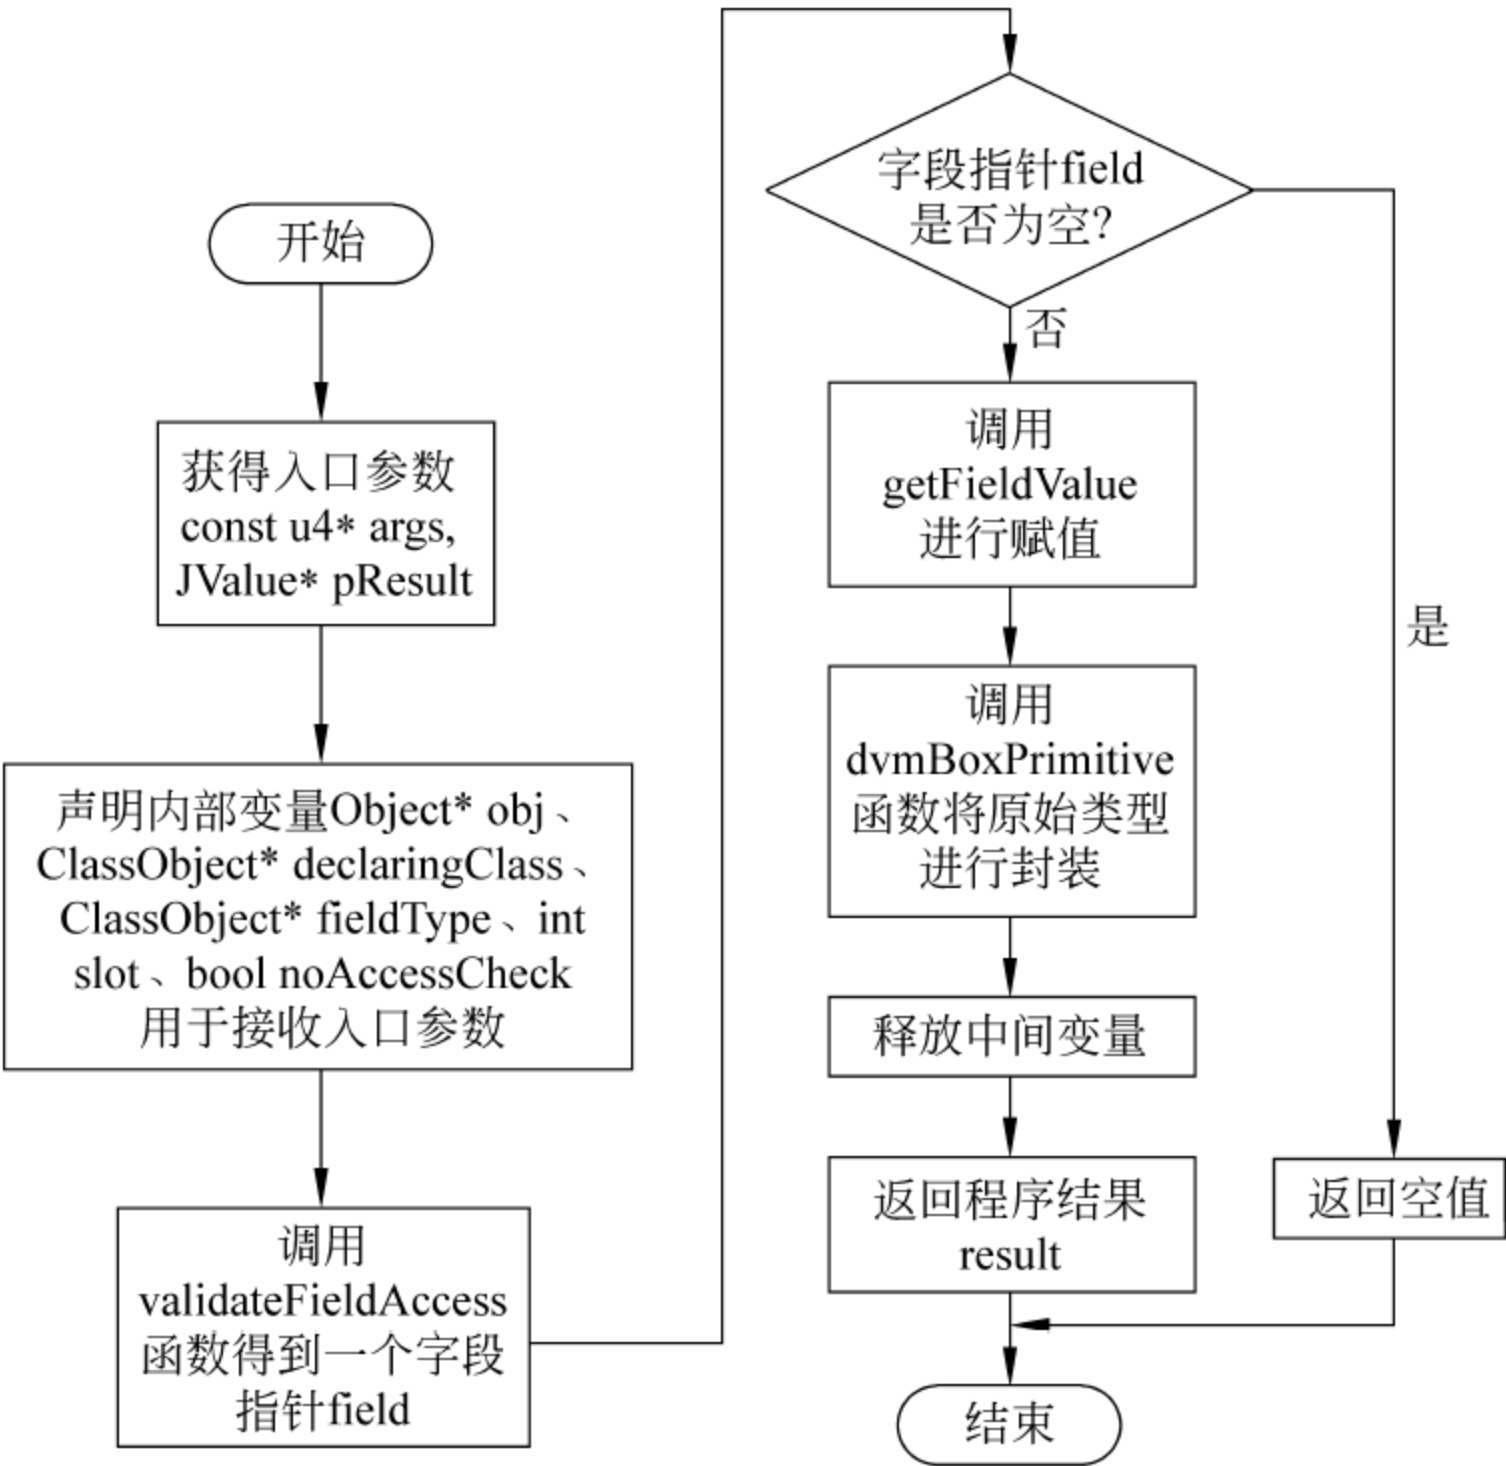 开始
获得入口参数
const u4* args,
JValue* pResult
声明内部变量Object* obj、
ClassObject* declaringClass、
ClassObject* fieldType、int
slot、bool noAccessCheck
用于接收入口参数
调用
validateFieldAccess
函数得到一个字段
指针field
字段指针field
是否为空?
否
是
调用
getFieldValue
进行赋值
调用
dvmBoxPrimitive
函数将原始类型
进行封装
释放中间变量
返回程序结果
result
返回空值
结束